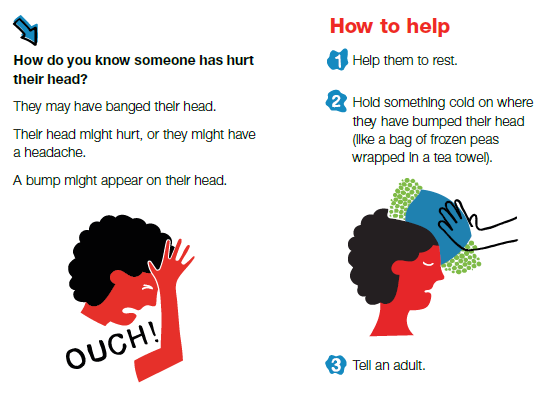 How do you know someone has hurt
their head?
They may have banged their head.
Their head might hurt, or they might have
a headache.
A bump might appear on their head.
OUCH!
How to help
1 Help them to rest.
2 Hold something cold on where
they have bumped their head
(like a bag of frozen peas
wrapped in a tea towel).
3 Tell an adult.